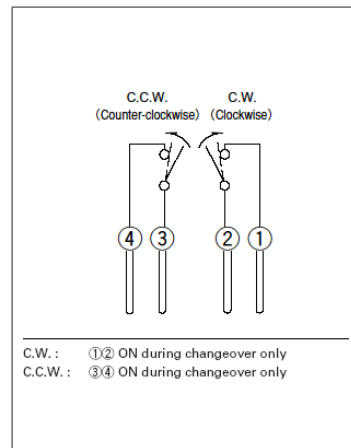 C.C.W. C.W.
(Counter-clockwise) (Clockwise)
④ ③ ② ①
C.W. : ①② ON during changeover only
C.C.W. : ③④ ON during changeover only